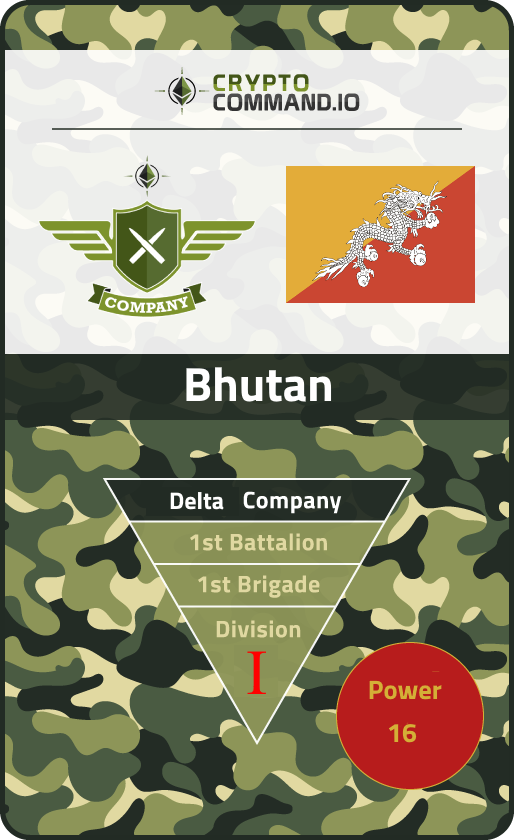 CRYPTO
COMMAND.IO
COMPANY
Bhutan
Delta Company
1st Battalion
1st Brigade
Division
I
Power
16